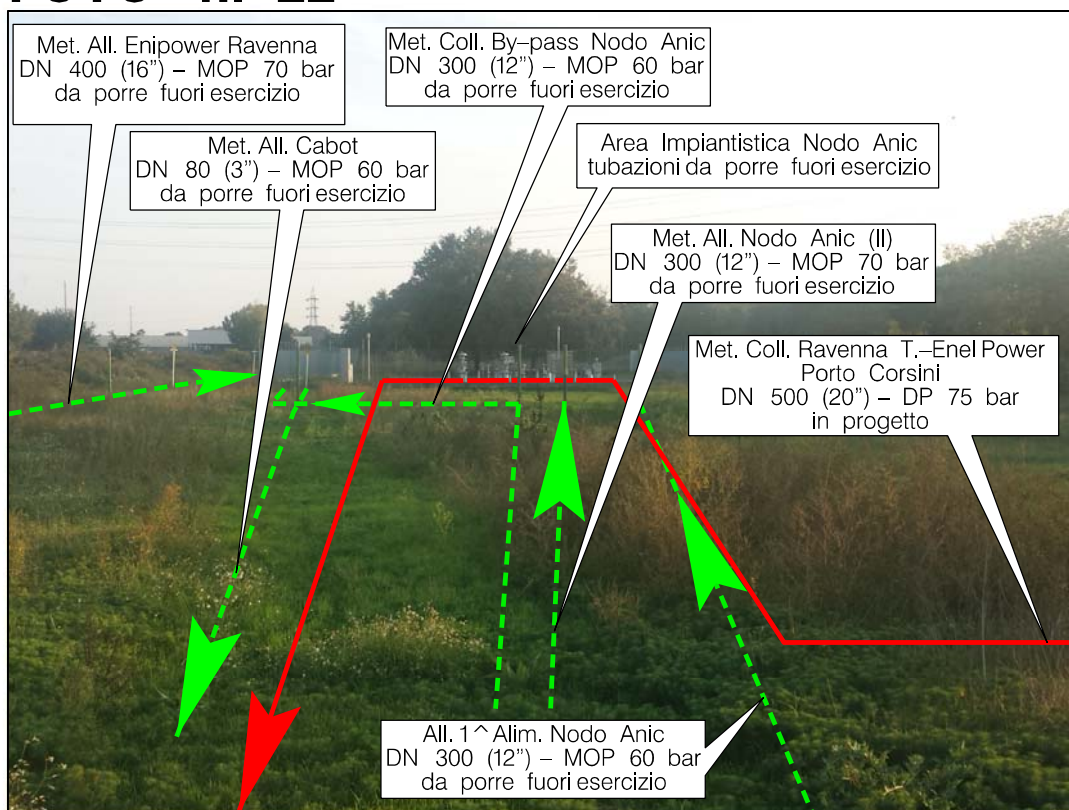 Met. All. Enipower Ravenna
DN 400 (16") – MOP 70 bar
da porre fuori esercizio
Met. Coll. By–pass Nodo Anic
DN 300 (12") – MOP 60 bar
da porre fuori esercizio
Met. All. Cabot
DN 80 (3") – MOP 60 bar
da porre fuori esercizio
Area Impiantistica Nodo Anic
tubazioni da porre fuori esercizio
Met. All. Nodo Anic (II)
DN 300 (12") – MOP 70 bar
da porre fuori esercizio
Met. Coll. Ravenna T.–Enel Power
Porto Corsini
DN 500 (20") – DP 75 bar
in progetto
All. 1^ Alim. Nodo Anic
DN 300 (12") – MOP 60 bar
da porre fuori esercizio